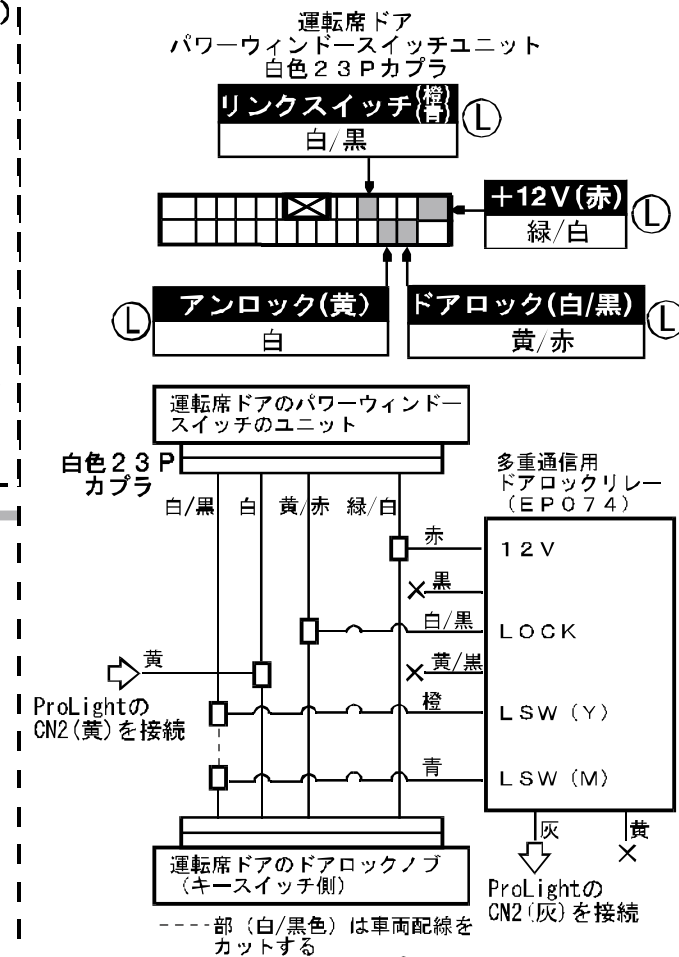 )
運転席ドア
パワーウィンドースイッチユニット
白色２３Ｐカプラ
リンクスイッチ(橙/青)
Ⓛ
白/黒
＋12V(赤)
Ⓛ
緑/白
アンロック(黄)
Ⓛ
白
ドアロック(白/黒)
Ⓛ
黄/赤
運転席ドアのパワーウィンドー
スイッチのユニット
白色２３Ｐ
カプラ
多重通信用
ドアロックリレー
（ＥＰ０７４）
白/黒 白 黄/赤 緑/白
赤 １２Ｖ
黒
白/黒 ＬＯＣＫ
黄
黄/黒
ProLightの
CN2(黄)を接続
橙 ＬＳＷ（Ｙ）
青 ＬＳＷ（Ｍ）
灰 黄
運転席ドアのドアロックノブ
（キースイッチ側）
ProLightの
CN2(灰)を接続
----部（白/黒色）は車両配線を
カットする